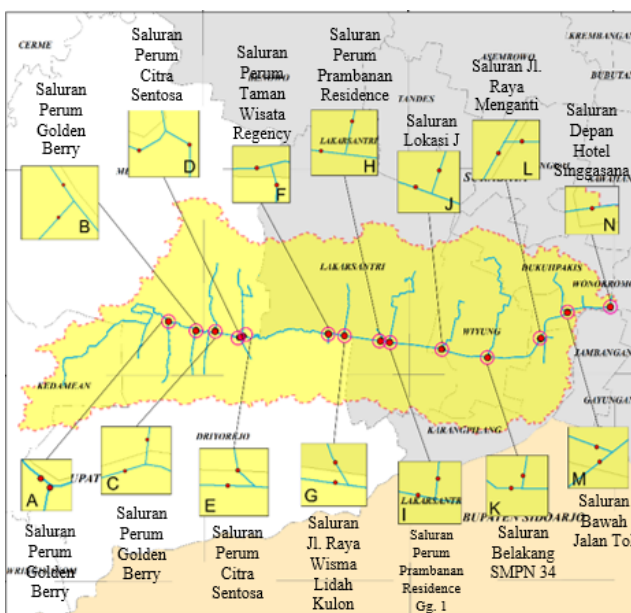 CERME
Saluran
Perum
Citra
Sentosa
Saluran
Perum
Taman
Wisata
Regency
Saluran
Perum
Prambanan
Residence
KREMBANGAN
ASEMROWO
BUBUTAN
Saluran Jl.
Raya
Menganti
TANDES
Saluran
Perum
Golden
Berry
Saluran
Lokasi J
Saluran
Depan
Hotel
Singgasana
LAKARSANTRI
B
D
F
H
J
L
N
LAKARSANTRI
DUKUHPAKIS
WONOKROMO
WIYUNG
JAMBANGAN
KEDAMEAN
GAYUNGAN
DRIYOREJO
KARANGPILANG
A
UPAT
C
E
G
LAKARSANTRI
I
K
M
BUPATEN SIDOARJO
Saluran
Perum
Golden
Berry
Saluran
Perum
Golden
Berry
Saluran
Perum
Citra
Sentosa
Saluran
Jl. Raya
Wisma
Lidah
Kulon
Saluran
Perum
Prambanan
Residence
Gg. 1
Saluran
Belakang
SMPN 34
Saluran
Bawah
Jalan Tol